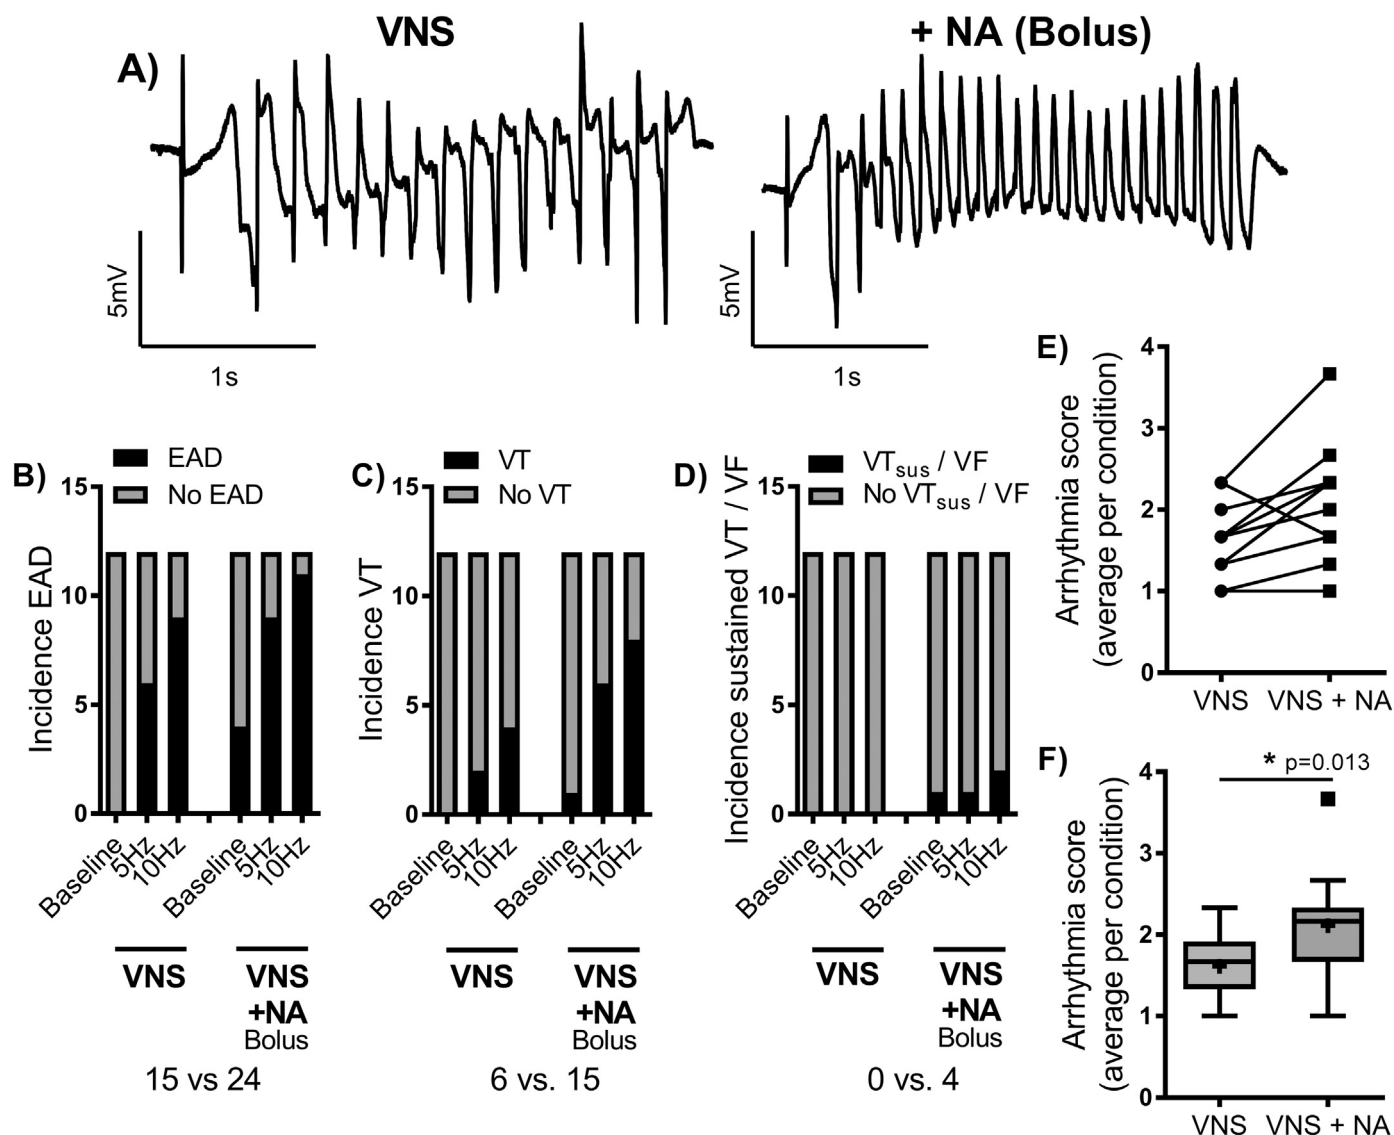 VNS
+ NA (Bolus)
A)
5mV
1s
5mV
1s
B)
EAD
No EAD
Incidence EAD
15
10
5
0
Baseline
5Hz
10Hz
Baseline
5Hz
10Hz
VNS
VNS
+NA
Bolus
15 vs 24
C)
VT
No VT
Incidence VT
15
10
5
0
Baseline
5Hz
10Hz
Baseline
5Hz
10Hz
VNS
VNS
+NA
Bolus
6 vs. 15
D)
VTsus / VF
No VTsus / VF
Incidence sustained VT / VF
15
10
5
0
Baseline
5Hz
10Hz
Baseline
5Hz
10Hz
VNS
VNS
+NA
Bolus
0 vs. 4
E)
Arrhythmia score
(average per condition)
4
3
2
1
0
VNS
VNS + NA
F)
* p=0.013
Arrhythmia score
(average per condition)
4
3
2
1
0
VNS
VNS + NA